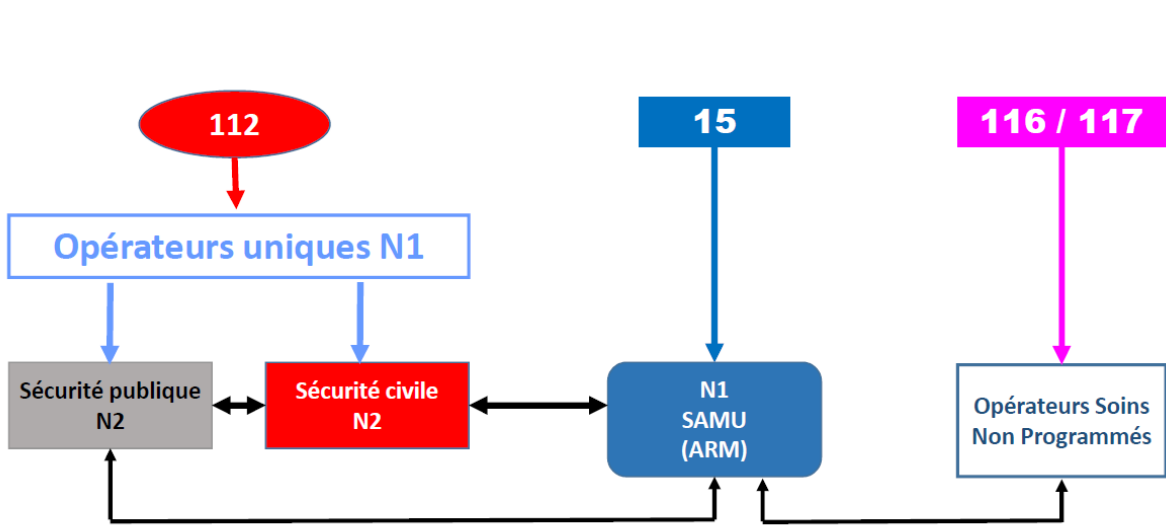 112
15
116 / 117
Opérateurs uniques N1
Sécurité publique
N2
Sécurité civile
N2
N1
SAMU
(ARM)
Opérateurs Soins
Non Programmés